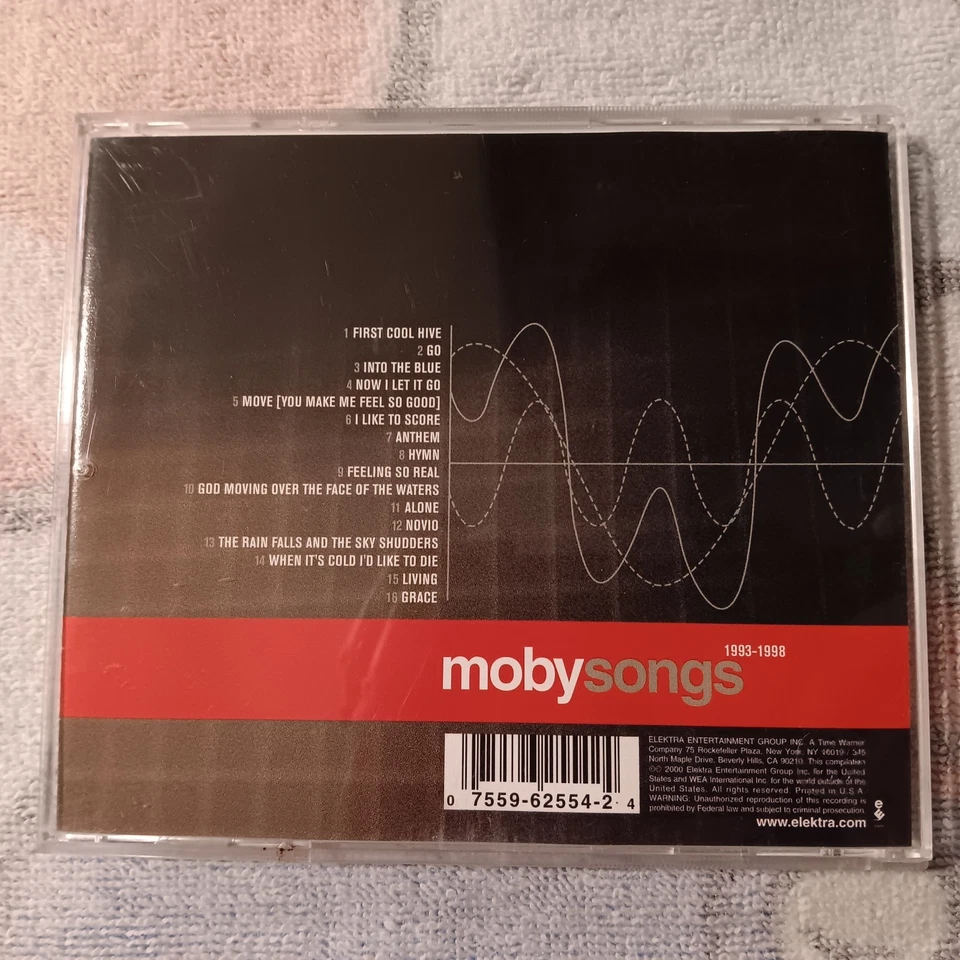 1 FIRST COOL HIVE
2 GO
3 INTO THE BLUE
4 NOW I LET IT GO
5 MOVE [YOU MAKE ME FEEL SO GOOD]
6 I LIKE TO SCORE
7 ANTHEM
8 HYMN
9 FEELING SO REAL
10 GOD MOVING OVER THE FACE OF THE WATERS
11 ALONE
12 NOVIO
13 THE RAIN FALLS AND THE SKY SHUDDERS
14 WHEN IT'S COLD I'D LIKE TO DIE
15 LIVING
16 GRACE
1993-1998
mobysongs
ELEKTRA ENTERTAINMENT GROUP INC. A Time Warner
Company 75 Rockefeller Plaza, New York, NY 10019 / 345
North Maple Drive, Beverly Hills, CA 90210. This compilation
℗© 2000 Elektra Entertainment Group Inc. for the United
States and WEA International Inc. for the world outside of the
United States. All rights reserved. Printed in U.S.A.
WARNING: Unauthorized reproduction of this recording is
prohibited by Federal law and subject to criminal prosecution.
www.elektra.com
0 7559-62554-2 4